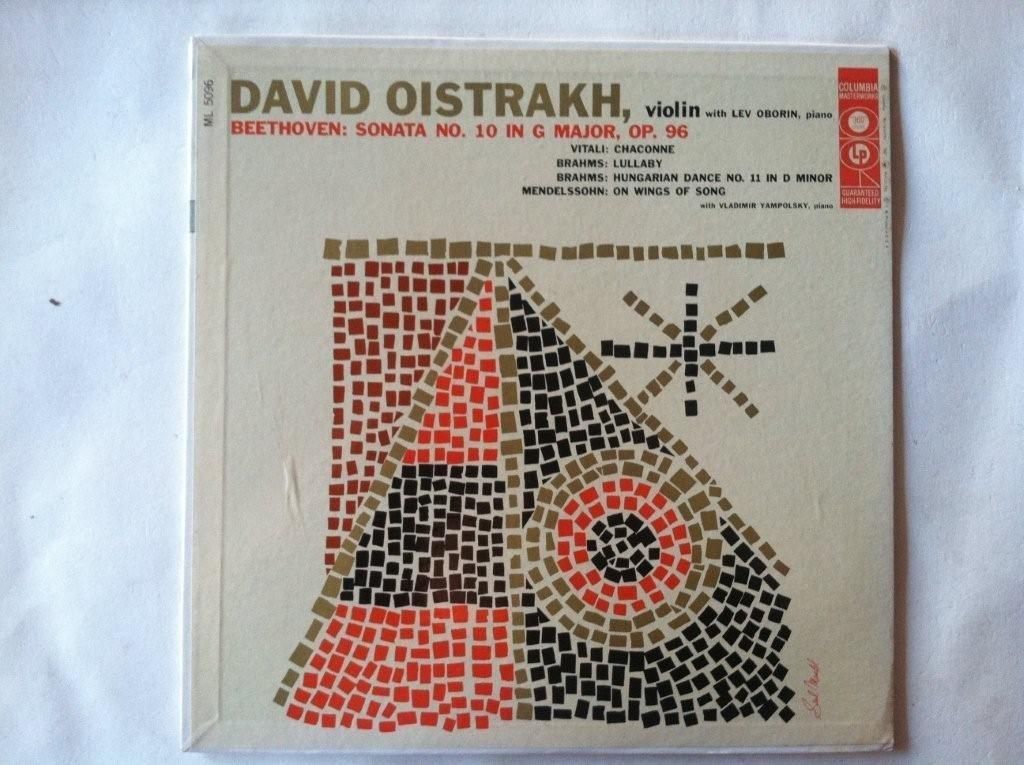 ML 5096
DAVID OISTRAKH, violin with LEV OBORIN, piano
BEETHOVEN: SONATA NO. 10 IN G MAJOR, OP. 96
VITALI: CHACONNE
BRAHMS: LULLABY
BRAHMS: HUNGARIAN DANCE NO. 11 IN D MINOR
MENDELSSOHN: ON WINGS OF SONG
with VLADIMIR YAMPOLSKY, piano
COLUMBIA
MASTERWORKS
360
LP
GUARANTEED
HIGH-FIDELITY